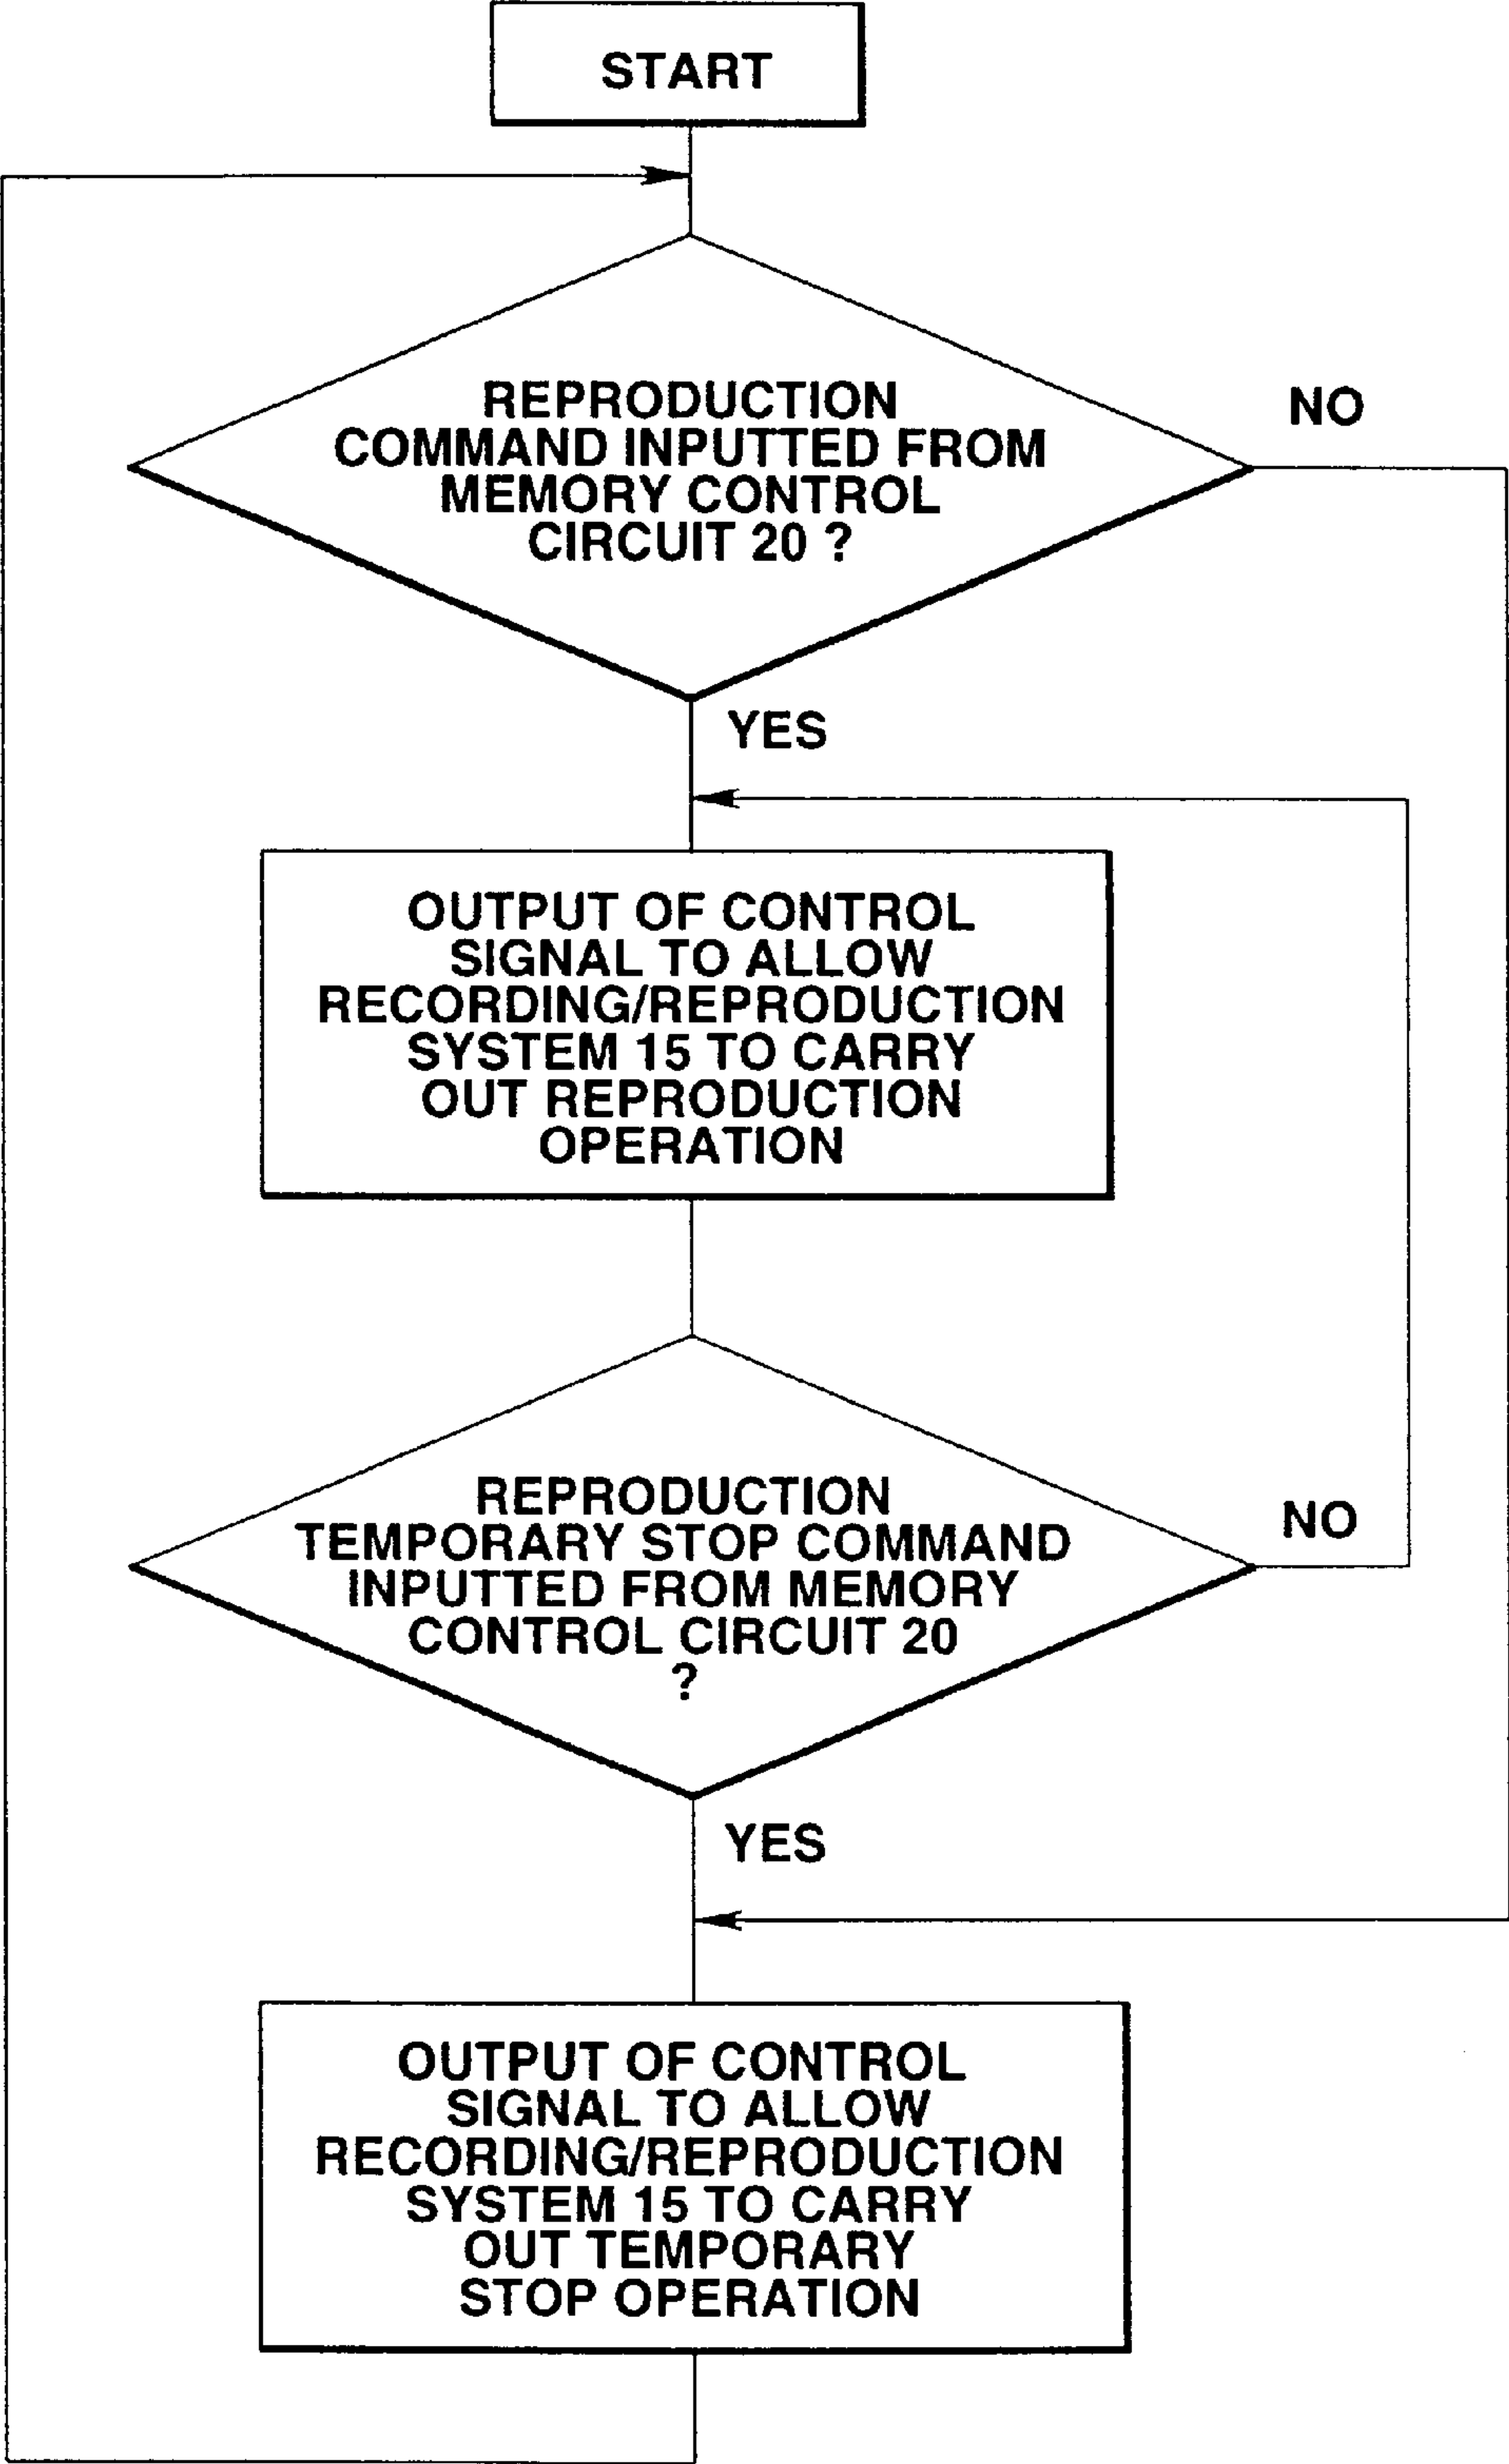 START
REPRODUCTION
COMMAND INPUTTED FROM
MEMORY CONTROL
CIRCUIT 20 ?
NO
YES
OUTPUT OF CONTROL
SIGNAL TO ALLOW
RECORDING/REPRODUCTION
SYSTEM 15 TO CARRY
OUT REPRODUCTION
OPERATION
REPRODUCTION
TEMPORARY STOP COMMAND
INPUTTED FROM MEMORY
CONTROL CIRCUIT 20
?
NO
YES
OUTPUT OF CONTROL
SIGNAL TO ALLOW
RECORDING/REPRODUCTION
SYSTEM 15 TO CARRY
OUT TEMPORARY
STOP OPERATION